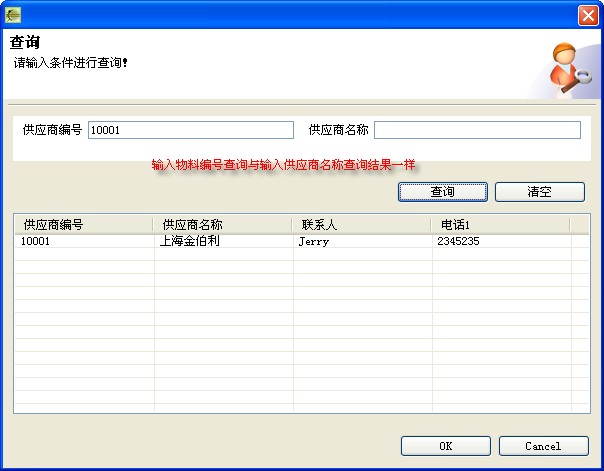 查询
请输入条件进行查询!
供应商编号 10001 供应商名称
输入物料编号查询与输入供应商名称查询结果一样
查询 清空
供应商编号 供应商名称 联系人 电话1
10001 上海金伯利 Jerry 2345235
OK Cancel